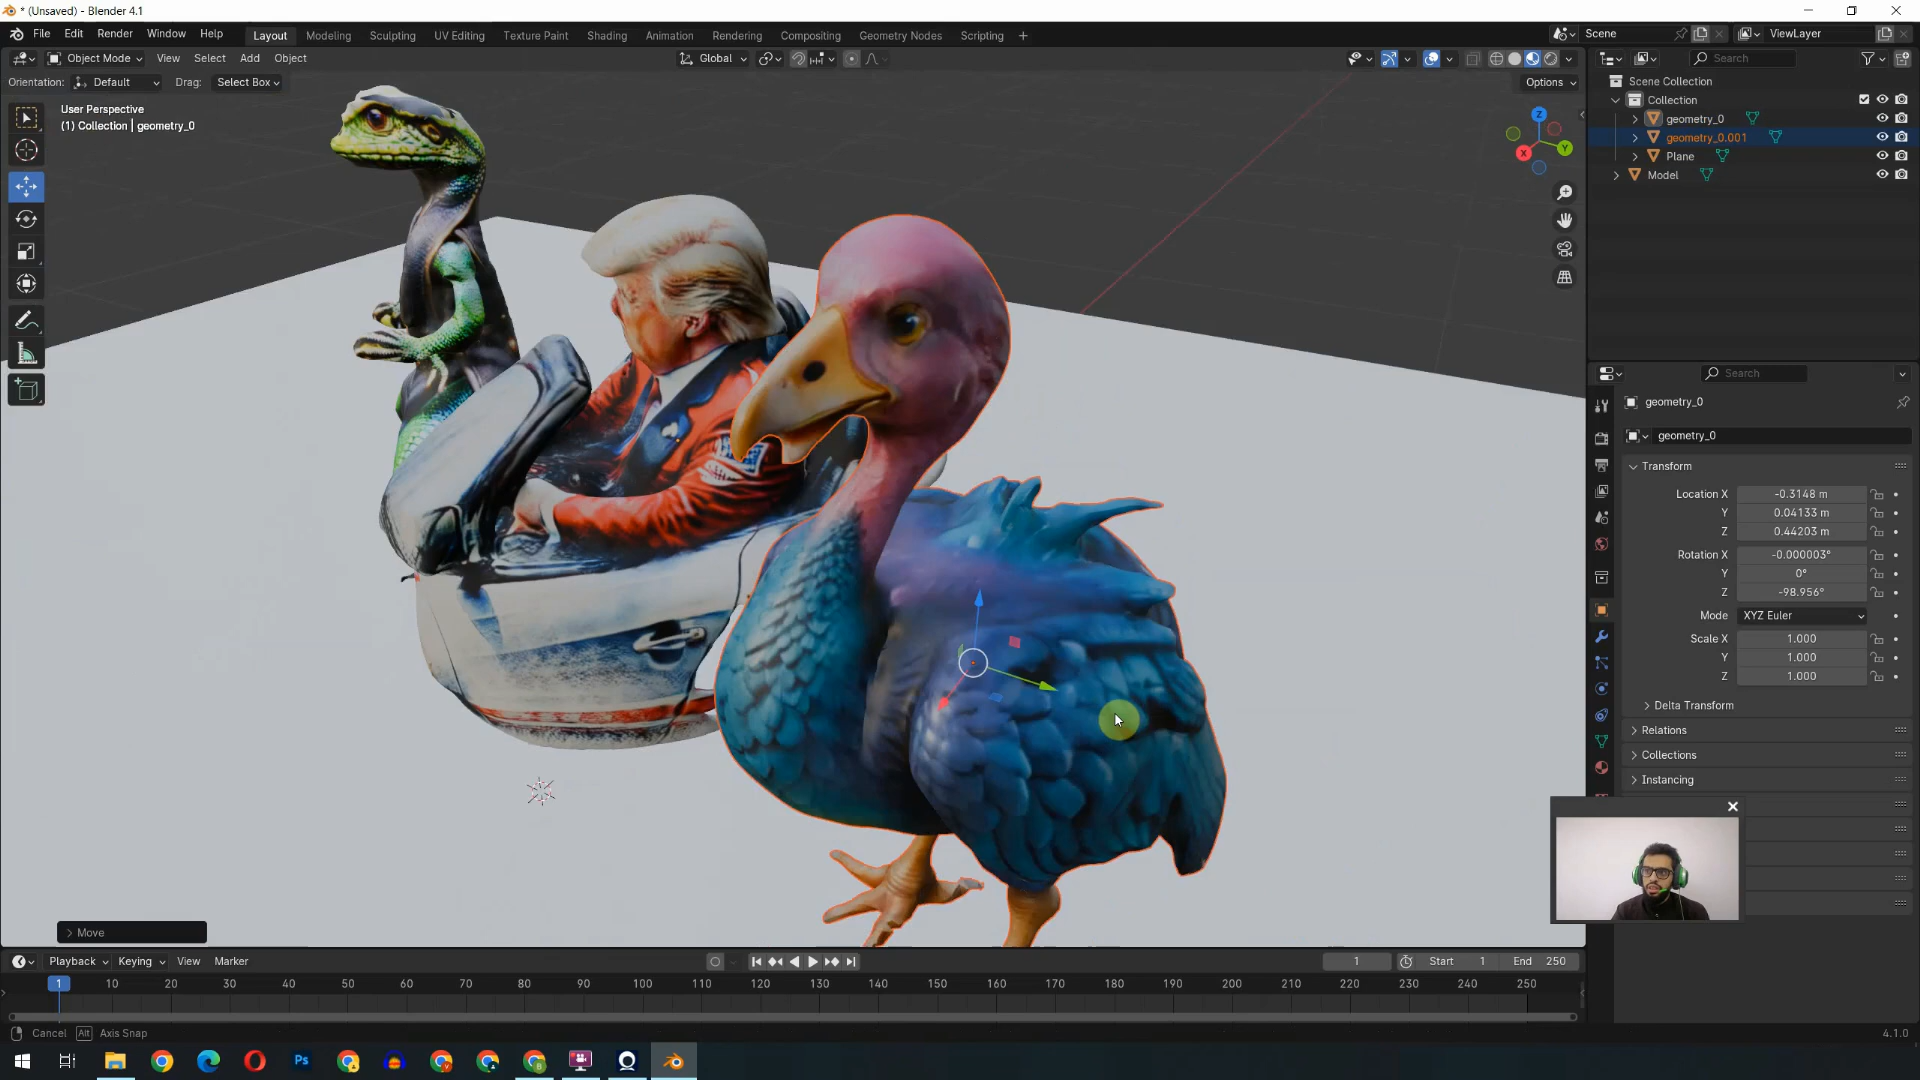 * (Unsaved) - Blender 4.1
File Edit Render Window Help Layout Modeling Sculpting UV Editing Texture Paint Shading Animation Rendering Compositing Geometry Nodes Scripting + Scene ViewLayer
Object Mode View Select Add Object Global Search
Orientation: Default Drag: Select Box Options
User Perspective
(1) Collection | geometry_0
Scene Collection
Collection
geometry_0
geometry_0.001
Plane
Model
Z
Y
X
Search
geometry_0
geometry_0
Transform
Location X -0.3148 m
Y 0.04133 m
Z 0.44203 m
Rotation X -0.000003°
Y 0°
Z -98.956°
Mode XYZ Euler
Scale X 1.000
Y 1.000
Z 1.000
Delta Transform
Relations
Collections
Instancing
Move
Playback Keying View Marker 1 Start 1 End 250
1 10 20 30 40 50 60 70 80 90 100 110 120 130 140 150 160 170 180 190 200 210 220 230 240 250
Cancel Alt Axis Snap 4.1.0
Ps